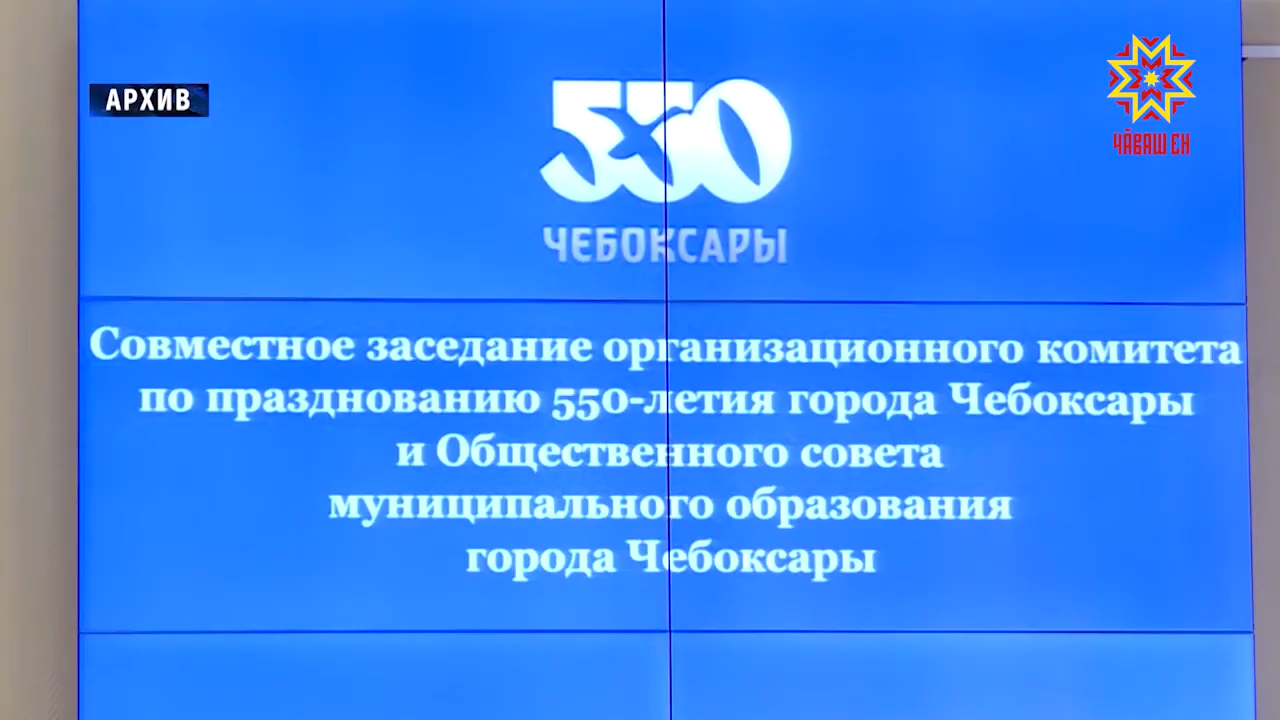 АРХИВ
550
ЧӐВАШ ЕН
ЧЕБОКСАРЫ
Совместное заседание организационного комитета
по празднованию 550-летия города Чебоксары
и Общественного совета
муниципального образования
города Чебоксары